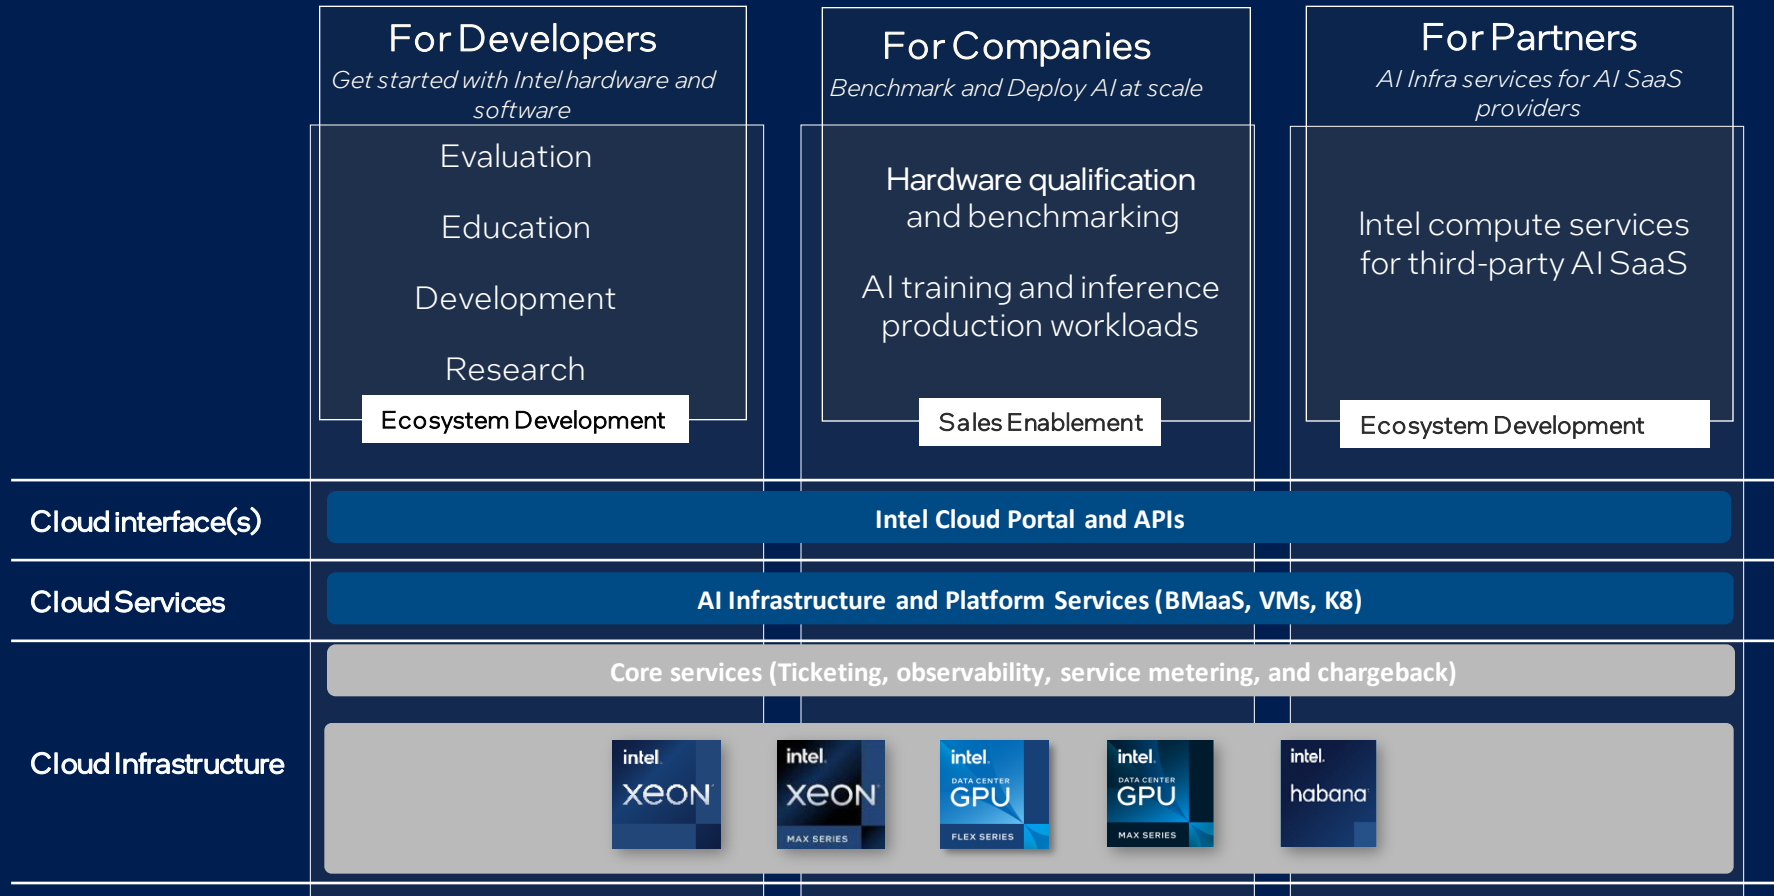 For Developers
Get started with Intel hardware and
software
Evaluation
Education
Development
Research
Ecosystem Development
For Companies
Benchmark and Deploy AI at scale
Hardware qualification
and benchmarking
AI training and inference
production workloads
Sales Enablement
For Partners
AI Infra services for AI SaaS
providers
Intel compute services
for third-party AI SaaS
Ecosystem Development
Cloud interface(s)
Intel Cloud Portal and APIs
Cloud Services
AI Infrastructure and Platform Services (BMaaS, VMs, K8)
Cloud Infrastructure
Core services (Ticketing, observability, service metering, and chargeback)
intel.
xeon
intel.
xeon
MAX SERIES
intel.
DATA CENTER
GPU
FLEX SERIES
intel.
DATA CENTER
GPU
MAX SERIES
intel.
habana